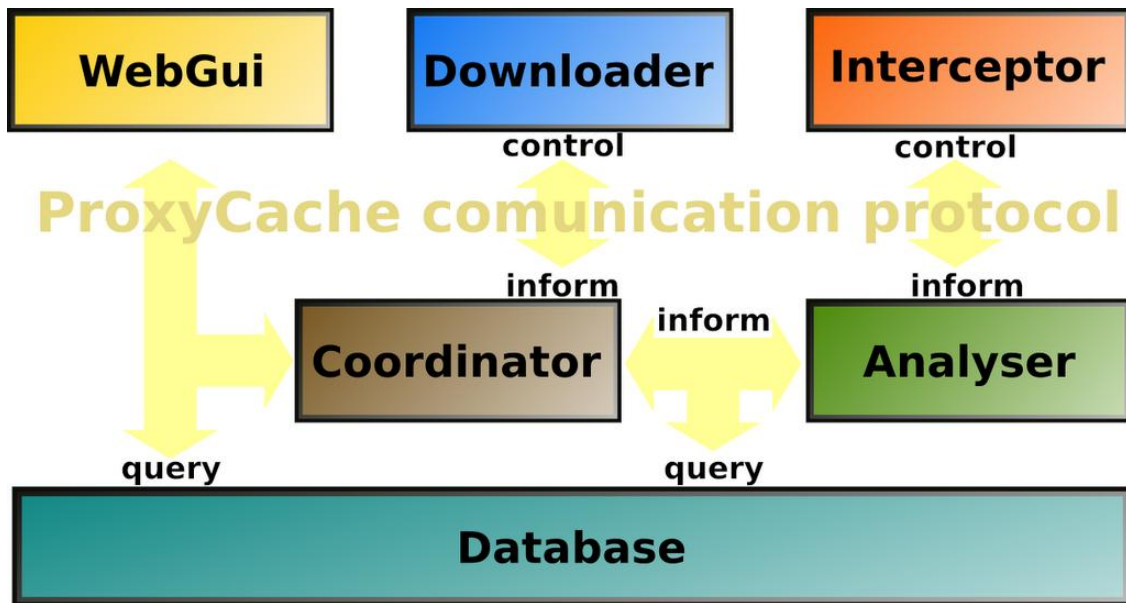 WebGui
Downloader
Interceptor
control
control
ProxyCache comunication protocol
inform
inform
inform
Coordinator
Analyser
query
query
Database